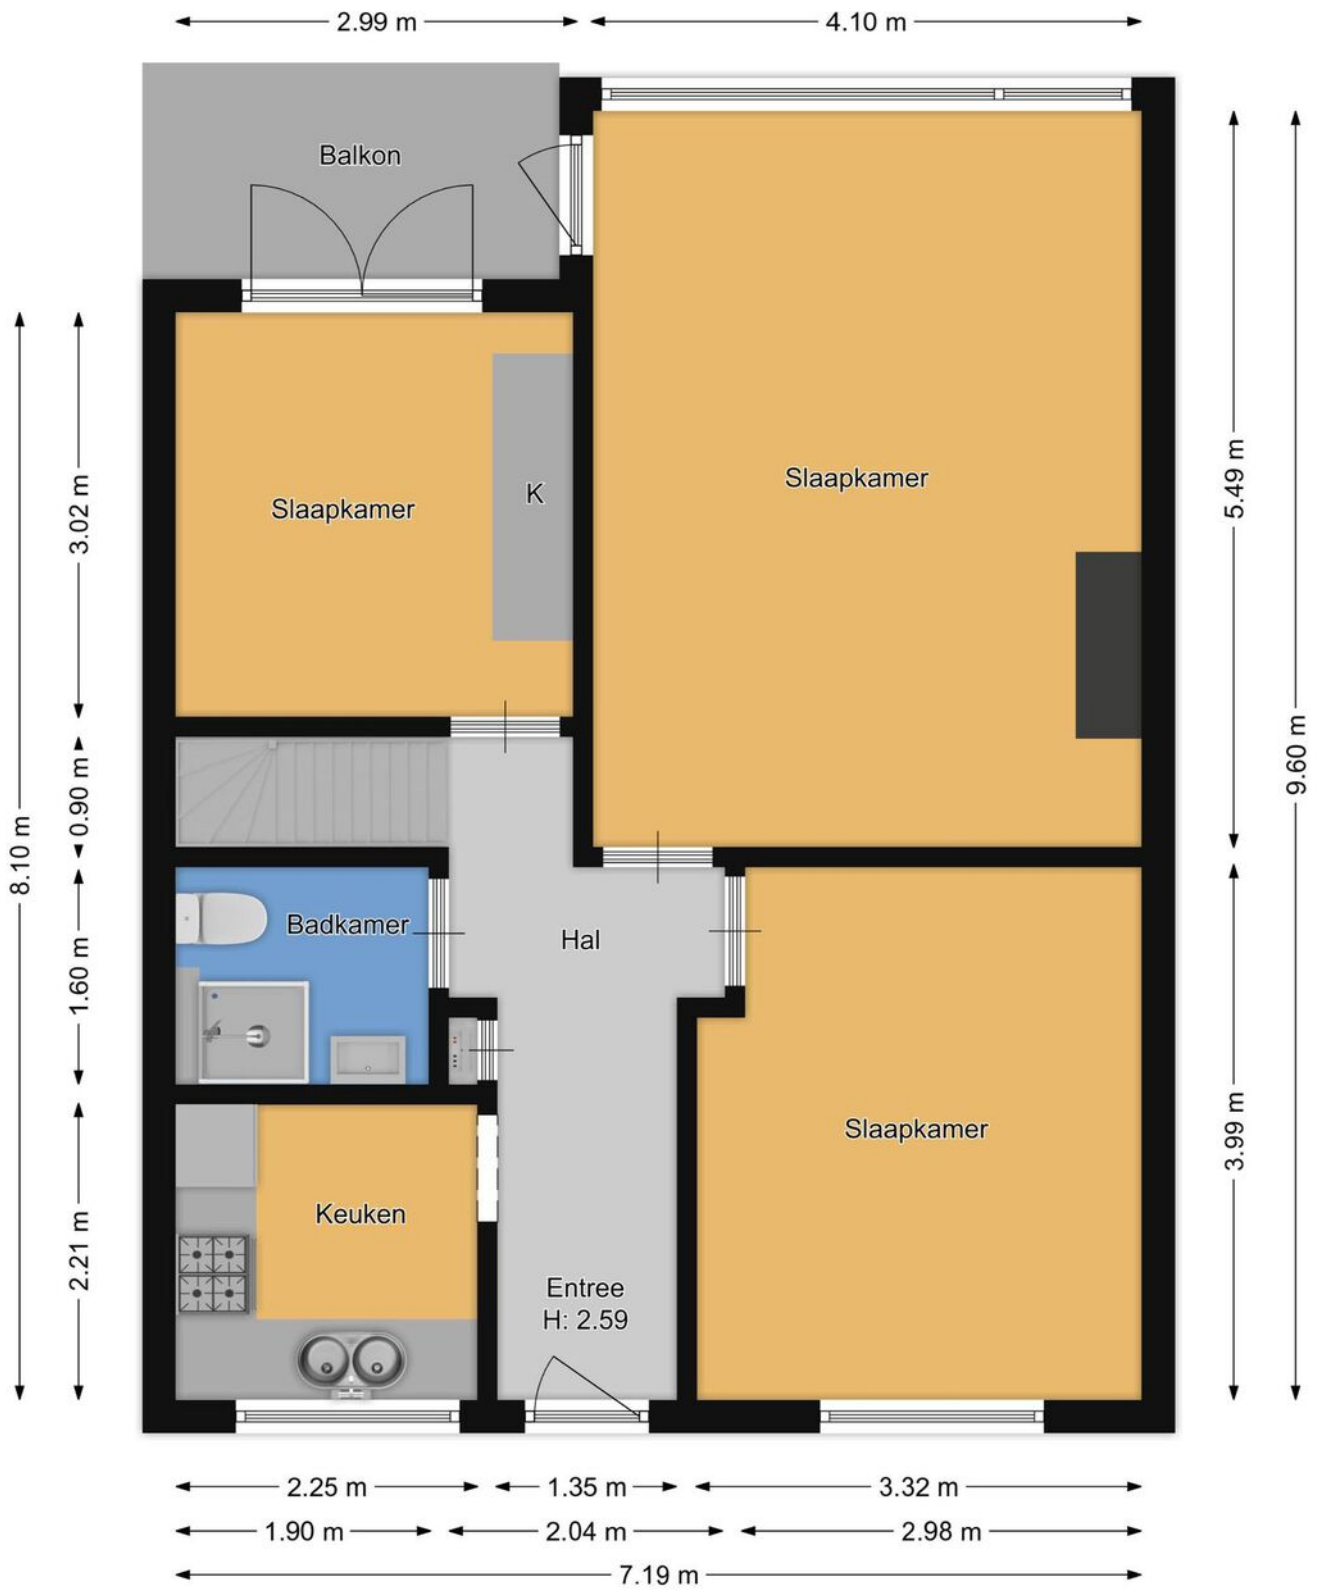 2.99 m
4.10 m
Balkon
Slaapkamer
K
Slaapkamer
3.02 m
5.49 m
9.60 m
8.10 m
0.90 m
1.60 m
Badkamer
Hal
Slaapkamer
3.99 m
Keuken
2.21 m
Entree
H: 2.59
2.25 m
1.35 m
3.32 m
1.90 m
2.04 m
2.98 m
7.19 m